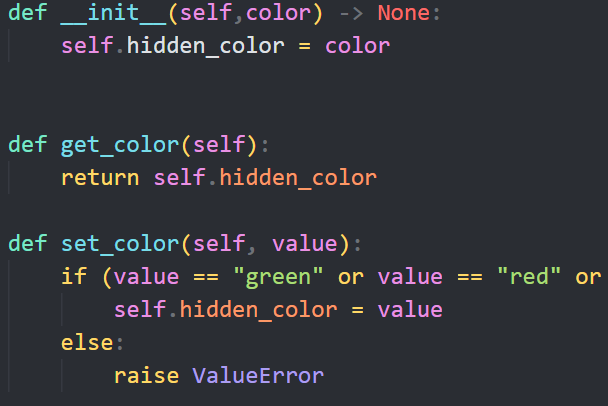 def __init__(self,color) -> None:
    self.hidden_color = color
def get_color(self):
    return self.hidden_color
def set_color(self, value):
    if (value == "green" or value == "red" or
        self.hidden_color = value
    else:
        raise ValueError